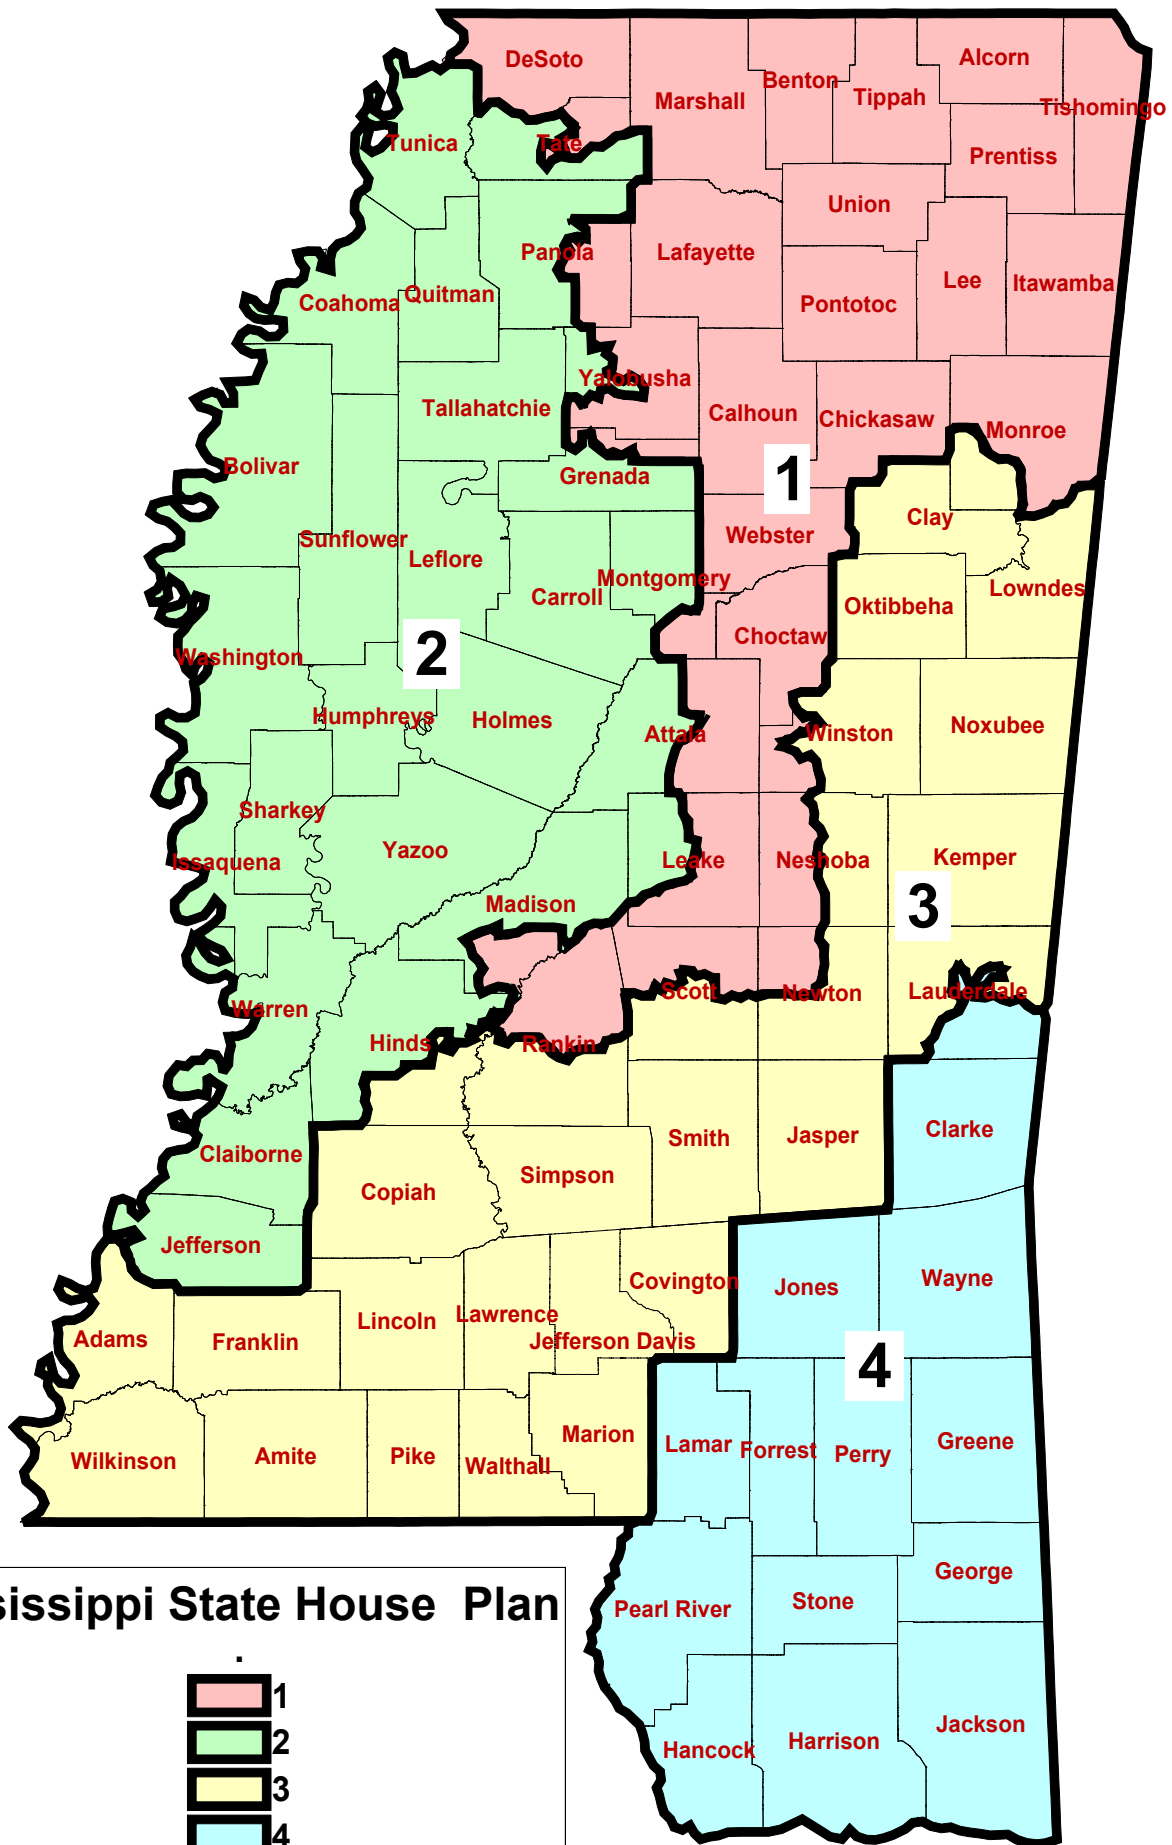 DeSoto
Alcorn
Benton
Marshall
Tippah
Tishomingo
Tunica
Tate
Prentiss
Union
Panola
Lafayette
Lee
Itawamba
Coahoma
Quitman
Pontotoc
Yalobusha
Tallahatchie
Calhoun
Chickasaw
Monroe
Bolivar
Grenada
1
Clay
Webster
Sunflower
Leflore
Montgomery
Carroll
Lowndes
Oktibbeha
Choctaw
2
Washington
Humphreys
Holmes
Attala
Winston
Noxubee
Sharkey
Yazoo
Issaquena
Leake
Neshoba
Kemper
Madison
3
Scott
Newton
Lauderdale
Warren
Hinds
Rankin
Clarke
Smith
Jasper
Claiborne
Simpson
Copiah
Jefferson
Covington
Jones
Wayne
Lincoln
Lawrence
Adams
Franklin
Jefferson Davis
4
Marion
Lamar
Forrest
Perry
Greene
Wilkinson
Amite
Pike
Walthall
George
Pearl River
Stone
Jackson
Hancock
Harrison
sissippi State House Plan
.
1
2
3
4